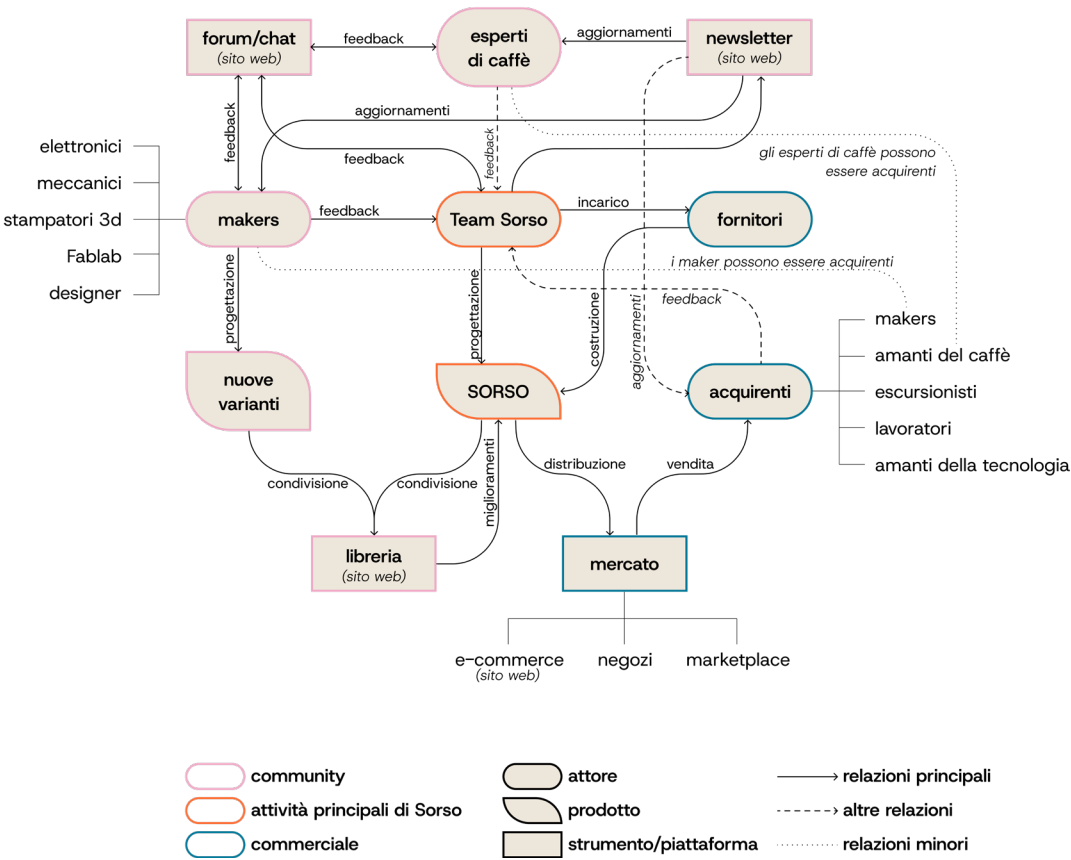 forum/chat
(sito web)
feedback
esperti
di caffè
aggiornamenti
newsletter
(sito web)
aggiornamenti
feedback
feedback
feedback
gli esperti di caffè possono
essere acquirenti
elettronici
meccanici
stampatori 3d
Fablab
designer
makers
feedback
Team Sorso
incarico
fornitori
i maker possono essere acquirenti
progettazione
progettazione
costruzione
aggiornamenti
feedback
nuove
varianti
SORSO
acquirenti
makers
amanti del caffè
escursionisti
lavoratori
amanti della tecnologia
condivisione
condivisione
miglioramenti
distribuzione
vendita
libreria
(sito web)
mercato
e-commerce
(sito web)
negozi
marketplace
community
attività principali di Sorso
commerciale
attore
prodotto
strumento/piattaforma
relazioni principali
altre relazioni
relazioni minori